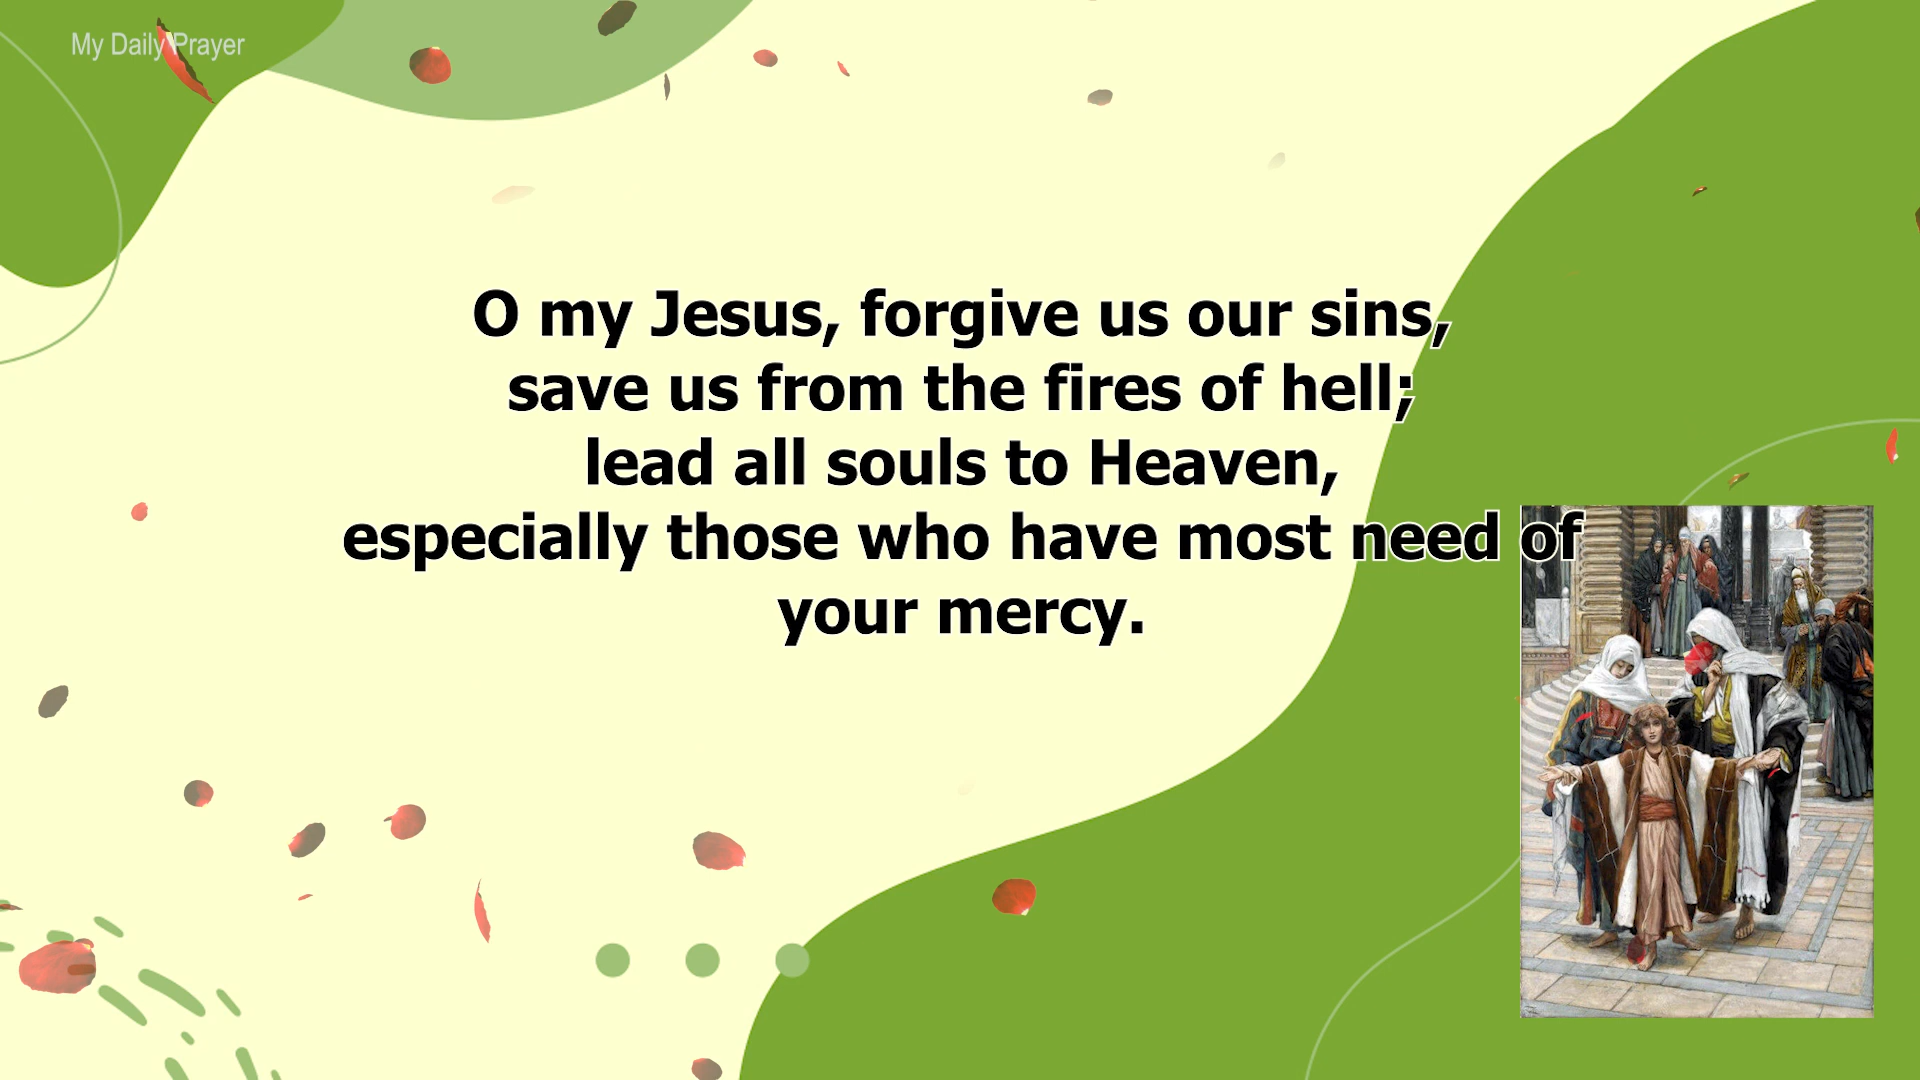 My Daily Prayer
O my Jesus, forgive us our sins,
save us from the fires of hell;
lead all souls to Heaven,
especially those who have most need of
your mercy.